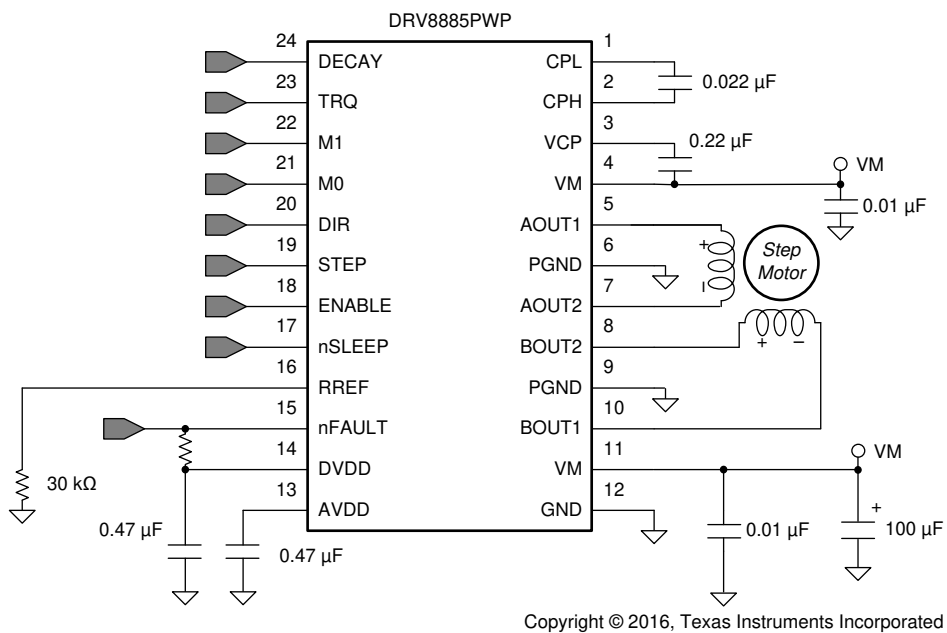 DRV8885PWP
24
DECAY
CPL
1
23
TRQ
CPH
2
0.022 µF
22
M1
VCP
3
0.22 µF
21
M0
VM
4
VM
0.01 µF
20
DIR
AOUT1
5
+
19
STEP
PGND
6
Step
Motor
18
ENABLE
AOUT2
7
–
17
nSLEEP
BOUT2
8
+ –
16
RREF
PGND
9
15
nFAULT
BOUT1
10
14
DVDD
VM
11
VM
30 kΩ
13
AVDD
GND
12
0.47 µF
0.47 µF
0.01 µF
+
100 µF
Copyright © 2016, Texas Instruments Incorporated